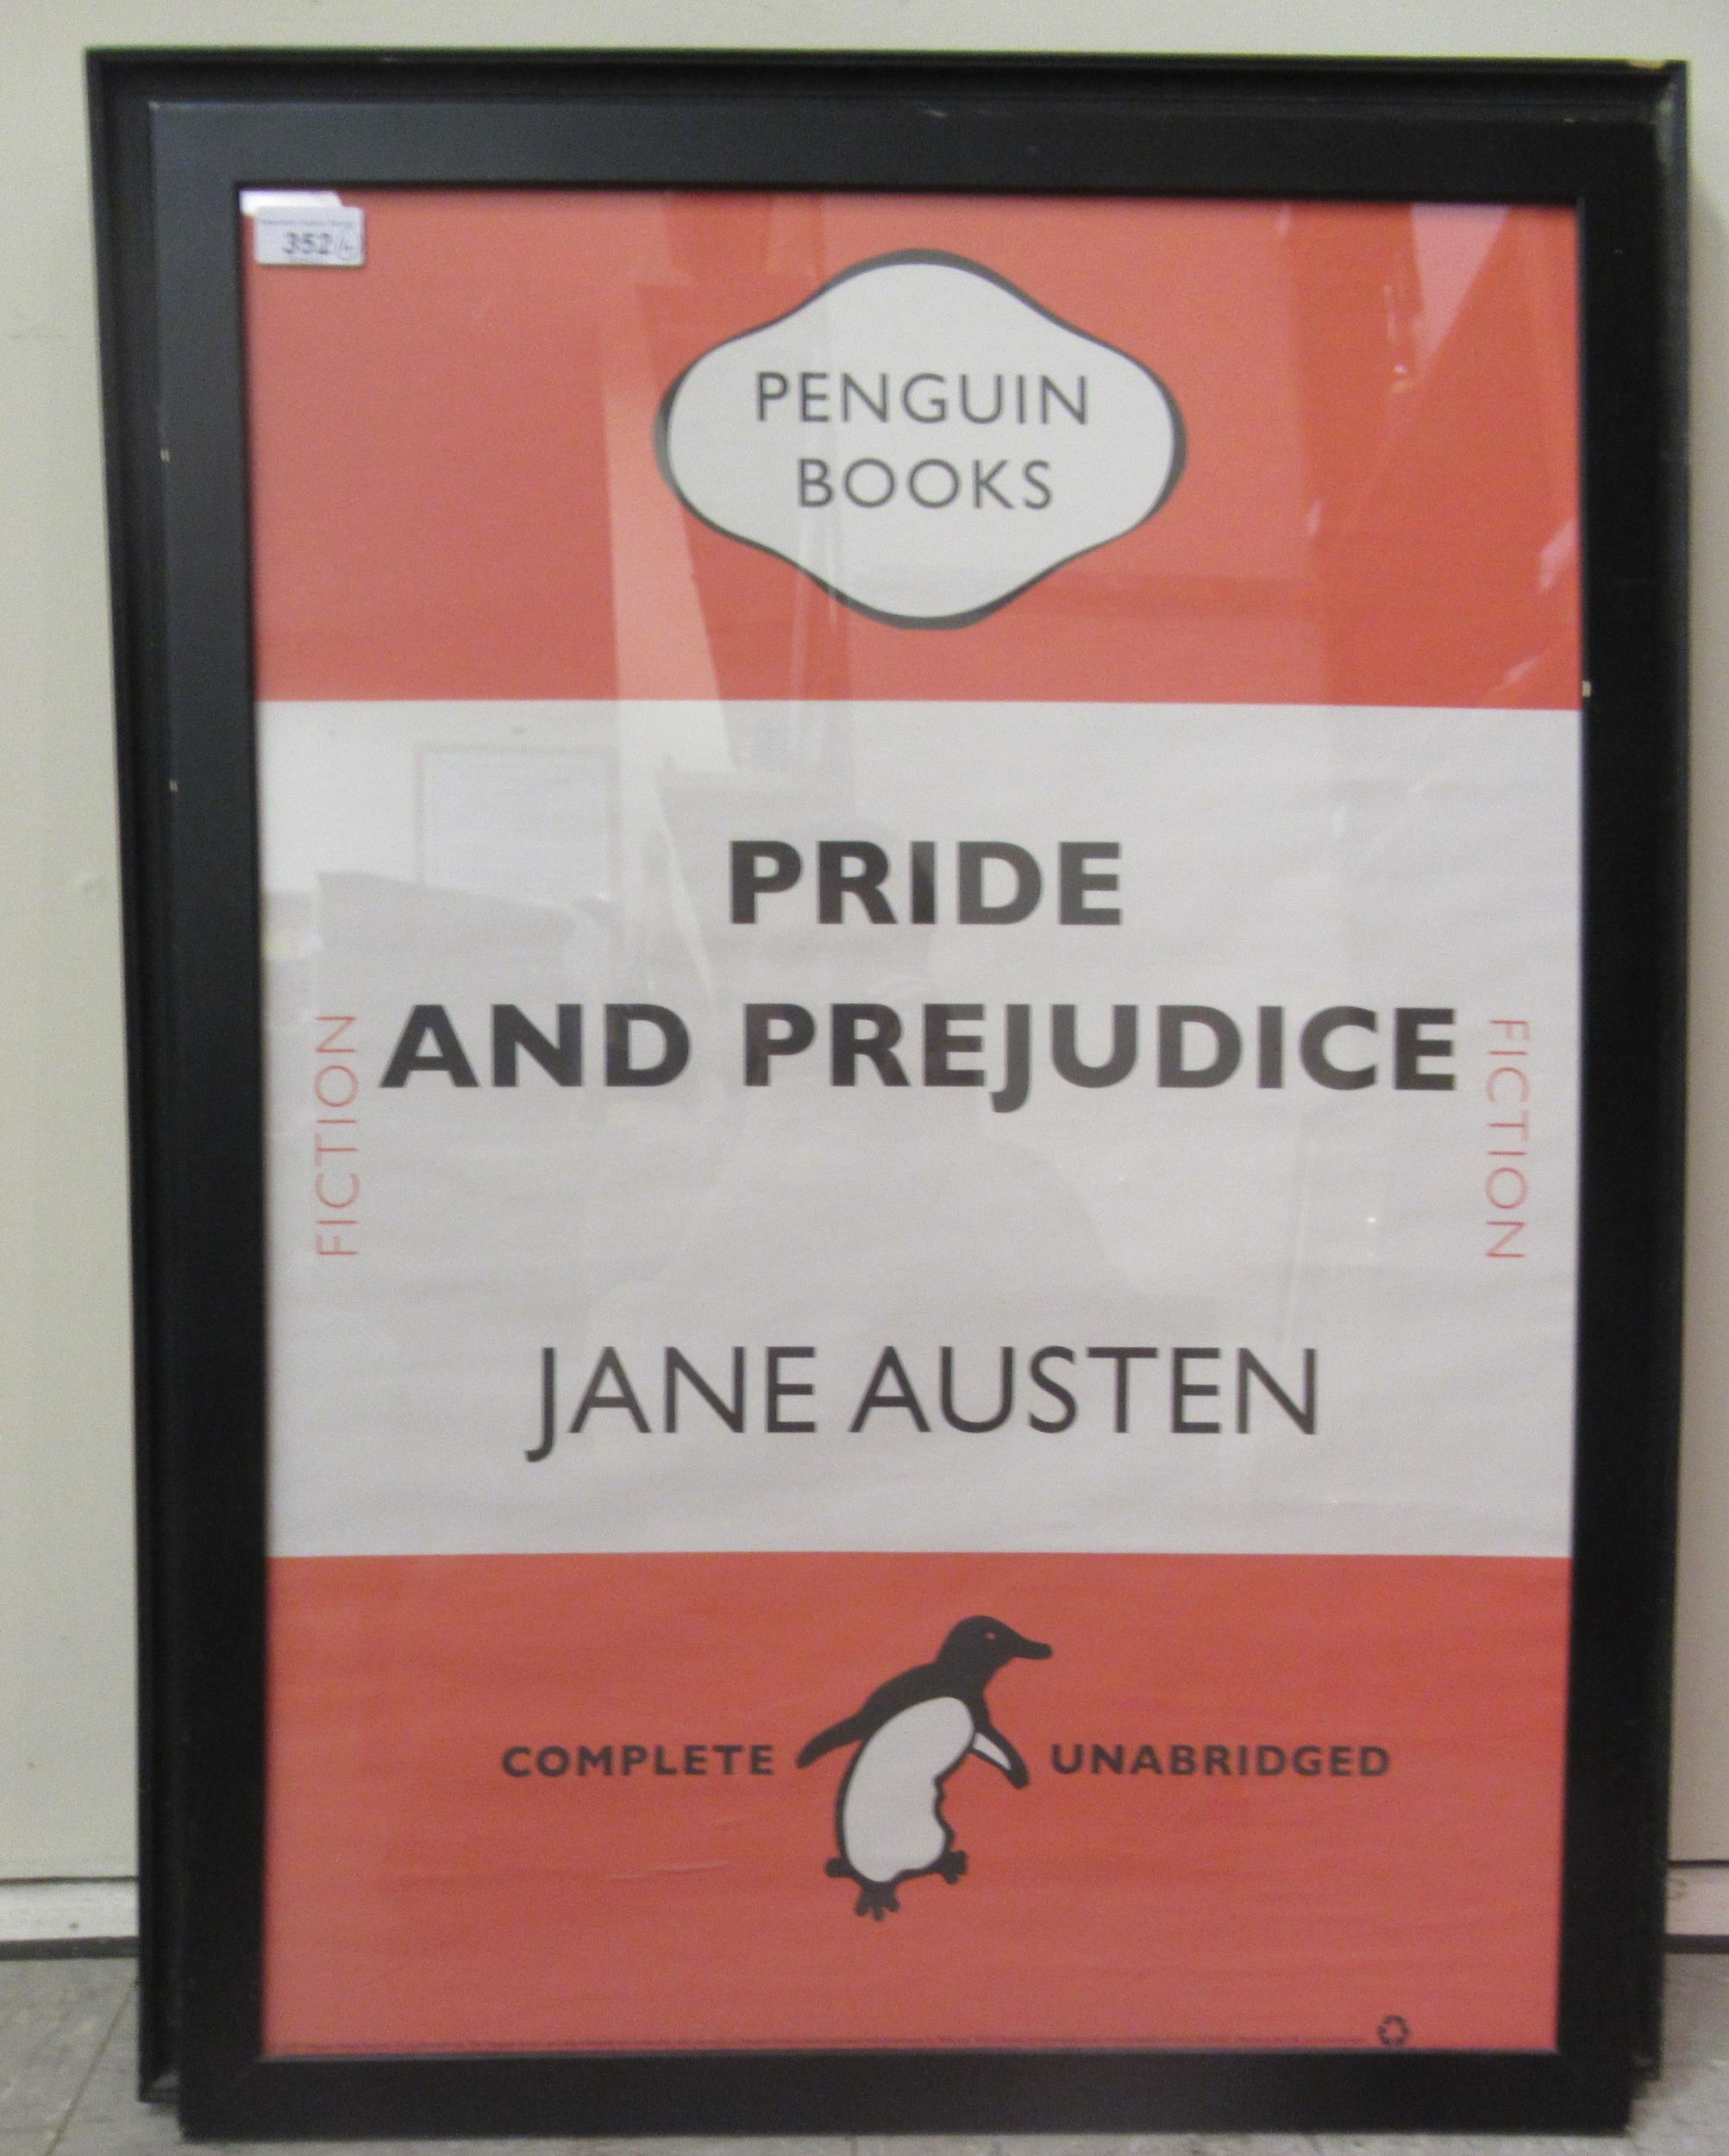 352
PENGUIN
BOOKS
PRIDE
AND PREJUDICE
FICTION
FICTION
JANE AUSTEN
COMPLETE
UNABRIDGED